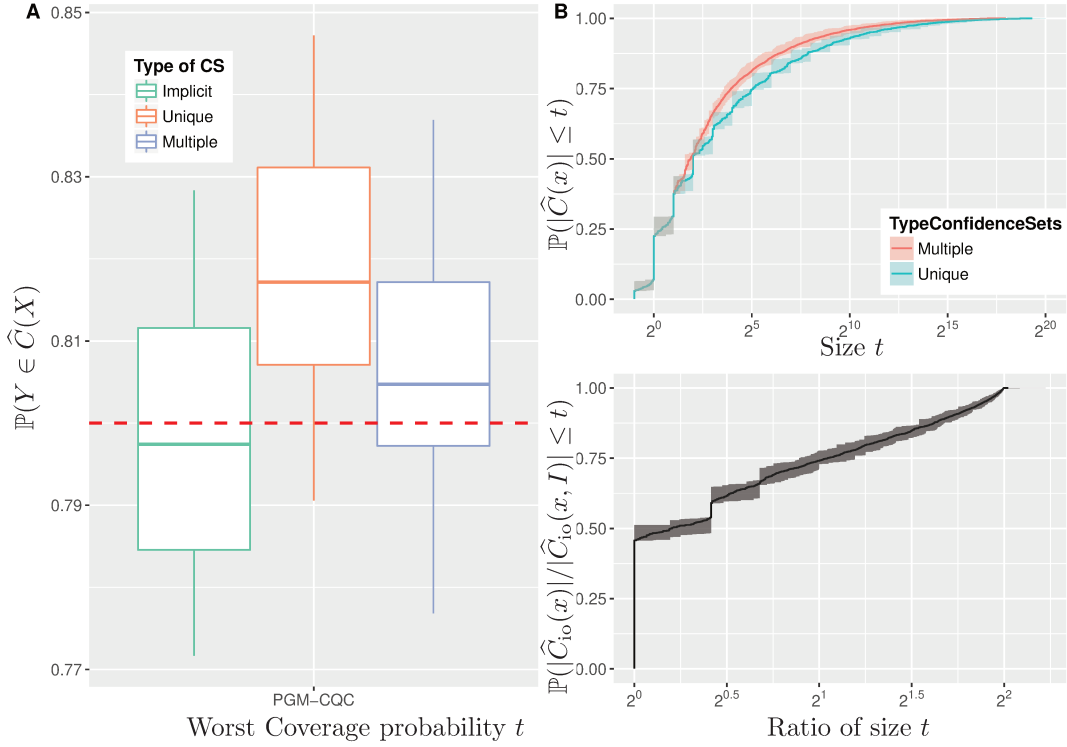 A
0.85
0.83
0.81
0.79
0.77
ℙ(Y ∈ Ĉ(X)
Type of CS
Implicit
Unique
Multiple
PGM−CQC
Worst Coverage probability t
B
1.00
0.75
0.50
0.25
0.00
ℙ(|Ĉ(x)| ≤ t)
TypeConfidenceSets
Multiple
Unique
2^0 2^5 2^10 2^15 2^20
Size t
1.00
0.75
0.50
0.25
0.00
ℙ(|Ĉ_io(x)|/|Ĉ_io(x, I)| ≤ t)
2^0 2^0.5 2^1 2^1.5 2^2
Ratio of size t